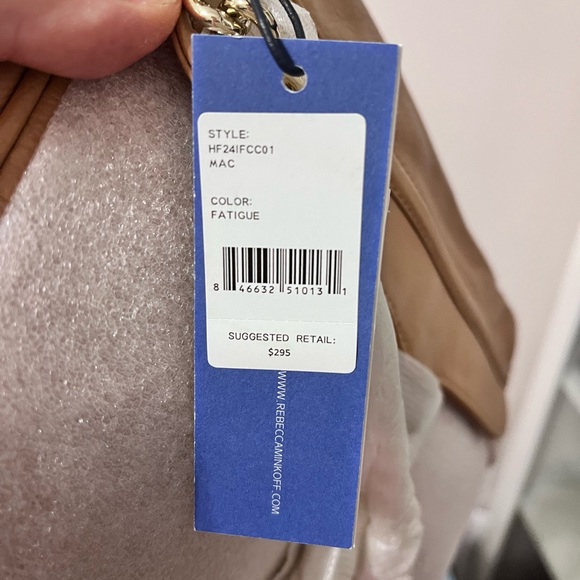 STYLE:
HF24IFCC01
MAC
COLOR:
FATIGUE
8 46632 51013 1
SUGGESTED RETAIL:
$295
WWW.REBECCAMINKOFF.COM